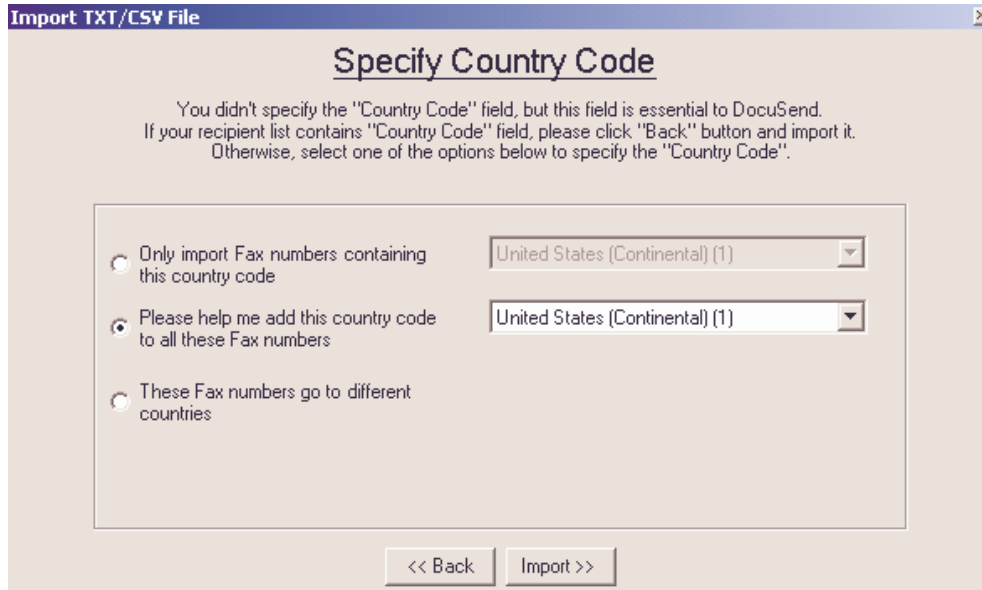 Import TXT/CSV File
Specify Country Code
You didn't specify the "Country Code" field, but this field is essential to DocuSend.
If your recipient list contains "Country Code" field, please click "Back" button and import it.
Otherwise, select one of the options below to specify the "Country Code".
Only import Fax numbers containing
this country code
United States (Continental) (1)
Please help me add this country code
to all these Fax numbers
United States (Continental) (1)
These Fax numbers go to different
countries
<< Back
Import >>